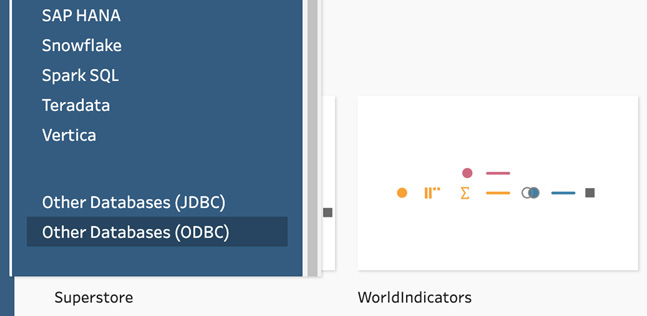 SAP HANA
Snowflake
Spark SQL
Teradata
Vertica
Other Databases (JDBC)
Other Databases (ODBC)
Superstore
WorldIndicators